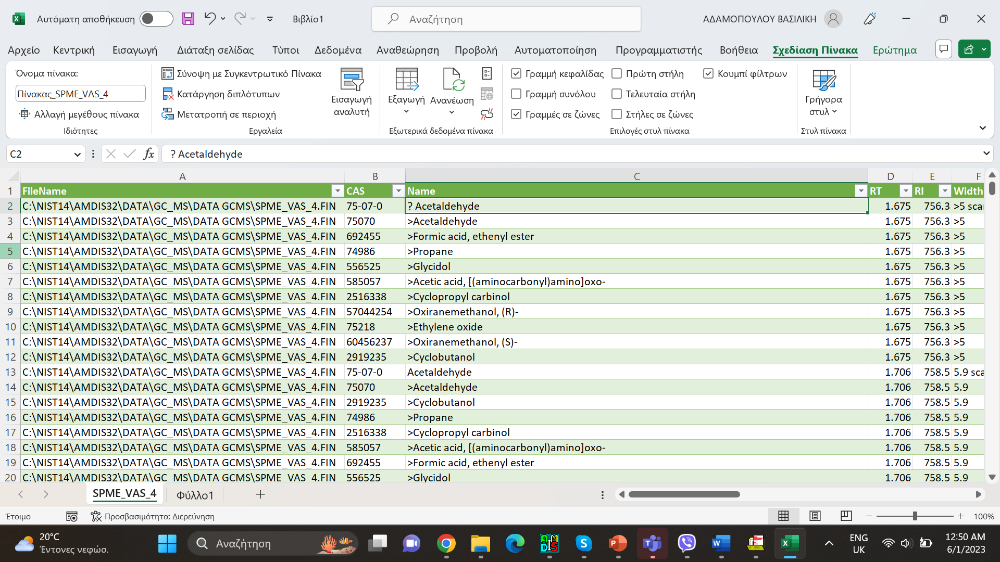 Αυτόματη αποθήκευση Βιβλίο1 Αναζήτηση ΑΔΑΜΟΠΟΥΛΟΥ ΒΑΣΙΛΙΚΗ
Αρχείο Κεντρική Εισαγωγή Διάταξη σελίδας Τύποι Δεδομένα Αναθεώρηση Προβολή Αυτοματοποίηση Προγραμματιστής Βοήθεια Σχεδίαση Πίνακα Ερώτημα
Όνομα πίνακα:
Πίνακας_SPME_VAS_4
Αλλαγή μεγέθους πίνακα
Ιδιότητες
Σύνοψη με Συγκεντρωτικό Πίνακα
Κατάργηση διπλότυπων
Μετατροπή σε περιοχή
Εισαγωγή
αναλυτή
Εργαλεία
Εξαγωγή
Ανανέωση
Εξωτερικά δεδομένα πίνακα
Γραμμή κεφαλίδας Πρώτη στήλη Κουμπί φίλτρων
Γραμμή συνόλου Τελευταία στήλη
Γραμμές σε ζώνες Στήλες σε ζώνες
Επιλογές στυλ πίνακα
Γρήγορα
στυλ
Στυλ πίνακα
C2 fx ? Acetaldehyde
A B C D E F
1 FileName CAS Name RT RI Width
2 C:\NIST14\AMDIS32\DATA\GC_MS\DATA GCMS\SPME_VAS_4.FIN 75-07-0 ? Acetaldehyde 1.675 756.3 >5 scan
3 C:\NIST14\AMDIS32\DATA\GC_MS\DATA GCMS\SPME_VAS_4.FIN 75070 >Acetaldehyde 1.675 756.3 >5
4 C:\NIST14\AMDIS32\DATA\GC_MS\DATA GCMS\SPME_VAS_4.FIN 692455 >Formic acid, ethenyl ester 1.675 756.3 >5
5 C:\NIST14\AMDIS32\DATA\GC_MS\DATA GCMS\SPME_VAS_4.FIN 74986 >Propane 1.675 756.3 >5
6 C:\NIST14\AMDIS32\DATA\GC_MS\DATA GCMS\SPME_VAS_4.FIN 556525 >Glycidol 1.675 756.3 >5
7 C:\NIST14\AMDIS32\DATA\GC_MS\DATA GCMS\SPME_VAS_4.FIN 585057 >Acetic acid, [(aminocarbonyl)amino]oxo- 1.675 756.3 >5
8 C:\NIST14\AMDIS32\DATA\GC_MS\DATA GCMS\SPME_VAS_4.FIN 2516338 >Cyclopropyl carbinol 1.675 756.3 >5
9 C:\NIST14\AMDIS32\DATA\GC_MS\DATA GCMS\SPME_VAS_4.FIN 57044254 >Oxiranemethanol, (R)- 1.675 756.3 >5
10 C:\NIST14\AMDIS32\DATA\GC_MS\DATA GCMS\SPME_VAS_4.FIN 75218 >Ethylene oxide 1.675 756.3 >5
11 C:\NIST14\AMDIS32\DATA\GC_MS\DATA GCMS\SPME_VAS_4.FIN 60456237 >Oxiranemethanol, (S)- 1.675 756.3 >5
12 C:\NIST14\AMDIS32\DATA\GC_MS\DATA GCMS\SPME_VAS_4.FIN 2919235 >Cyclobutanol 1.675 756.3 >5
13 C:\NIST14\AMDIS32\DATA\GC_MS\DATA GCMS\SPME_VAS_4.FIN 75-07-0 Acetaldehyde 1.706 758.5 5.9 sca
14 C:\NIST14\AMDIS32\DATA\GC_MS\DATA GCMS\SPME_VAS_4.FIN 75070 >Acetaldehyde 1.706 758.5 5.9
15 C:\NIST14\AMDIS32\DATA\GC_MS\DATA GCMS\SPME_VAS_4.FIN 2919235 >Cyclobutanol 1.706 758.5 5.9
16 C:\NIST14\AMDIS32\DATA\GC_MS\DATA GCMS\SPME_VAS_4.FIN 74986 >Propane 1.706 758.5 5.9
17 C:\NIST14\AMDIS32\DATA\GC_MS\DATA GCMS\SPME_VAS_4.FIN 2516338 >Cyclopropyl carbinol 1.706 758.5 5.9
18 C:\NIST14\AMDIS32\DATA\GC_MS\DATA GCMS\SPME_VAS_4.FIN 585057 >Acetic acid, [(aminocarbonyl)amino]oxo- 1.706 758.5 5.9
19 C:\NIST14\AMDIS32\DATA\GC_MS\DATA GCMS\SPME_VAS_4.FIN 692455 >Formic acid, ethenyl ester 1.706 758.5 5.9
20 C:\NIST14\AMDIS32\DATA\GC_MS\DATA GCMS\SPME_VAS_4.FIN 556525 >Glycidol 1.706 758.5 5.9
SPME_VAS_4 Φύλλο1
Έτοιμο Προσβασιμότητα: Διερεύνηση 100%
20°C
Έντονες νεφώσ.
Αναζήτηση
ENG
UK
12:50 AM
6/1/2023